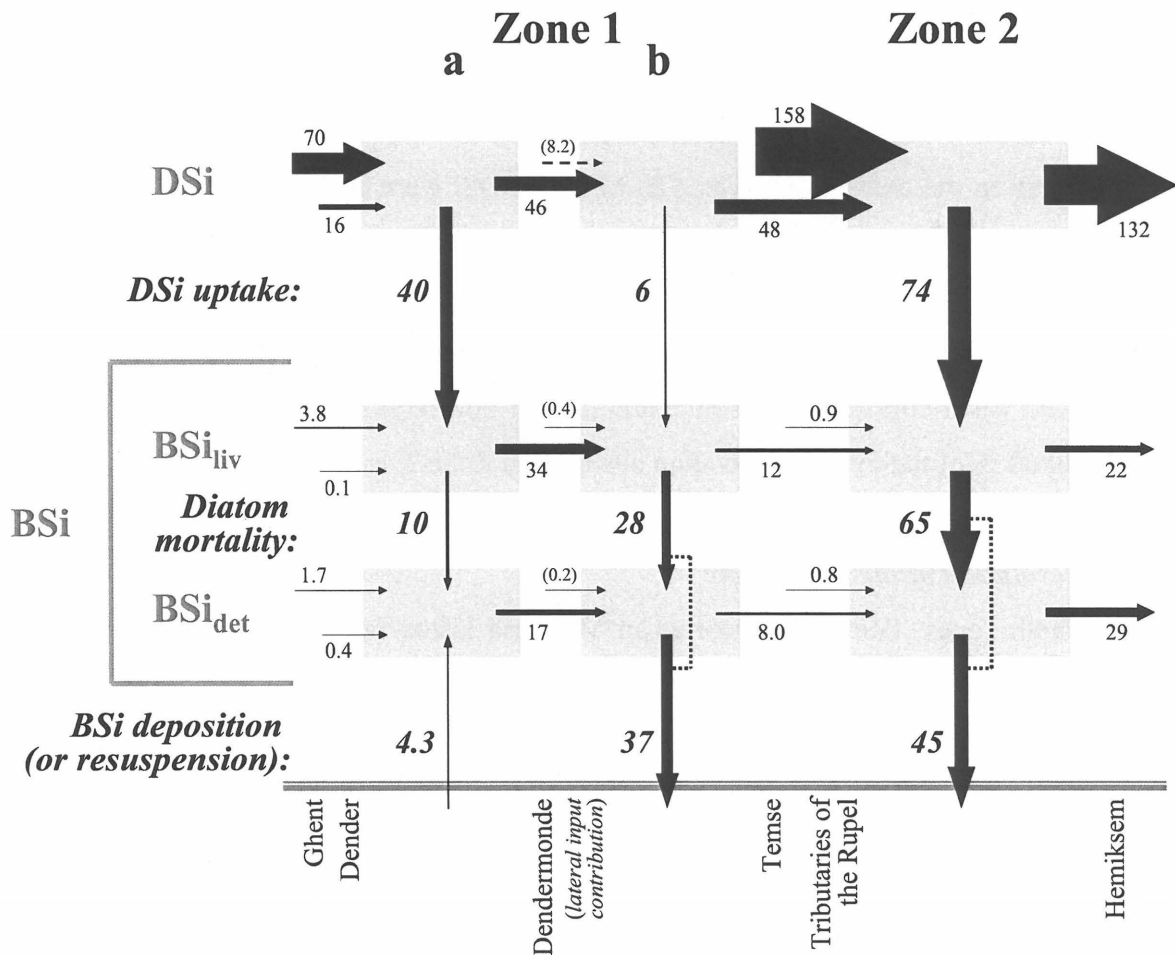 Zone 1 Zone 2
a b
70 158
(8.2)
DSi
16 46 48 132
DSi uptake: 40 6 74
3.8 (0.4) 0.9
BSiliv
0.1 34 12 22
BSi
Diatom
mortality: 10 28 65
1.7 (0.2) 0.8
BSidet
0.4 17 8.0 29
BSi deposition
(or resuspension): 4.3 37 45
Ghent
Dender
Dendermonde
(lateral input
contribution)
Temse
Tributaries of
the Rupel
Hemiksem